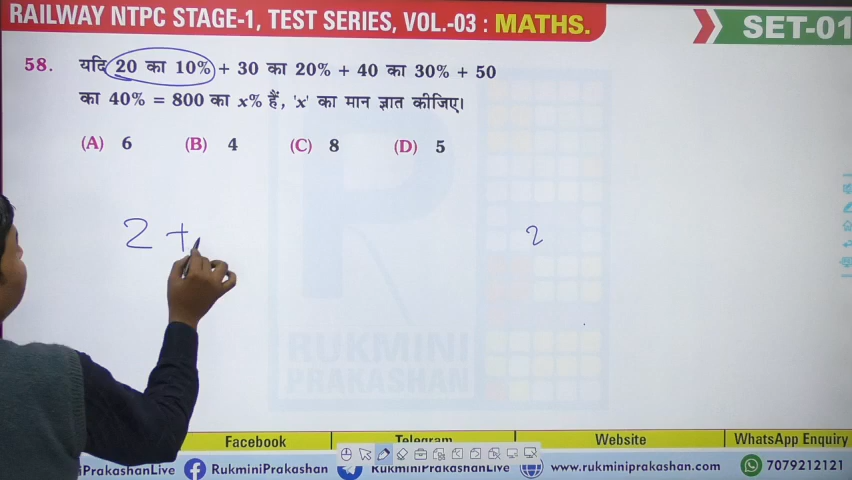 RAILWAY NTPC STAGE-1, TEST SERIES, VOL.-03 : MATHS.
SET-01
58. यदि 20 का 10% + 30 का 20% + 40 का 30% + 50
का 40% = 800 का x% हैं, 'x' का मान ज्ञात कीजिए।
(A) 6 (B) 4 (C) 8 (D) 5
2 +
2
RUKMINI
PRAKASHAN
Facebook Telegram Website WhatsApp Enquiry
iPrakashanLive RukminiPrakashan RukminiPrakashanLive www.rukminiprakashan.com 7079212121